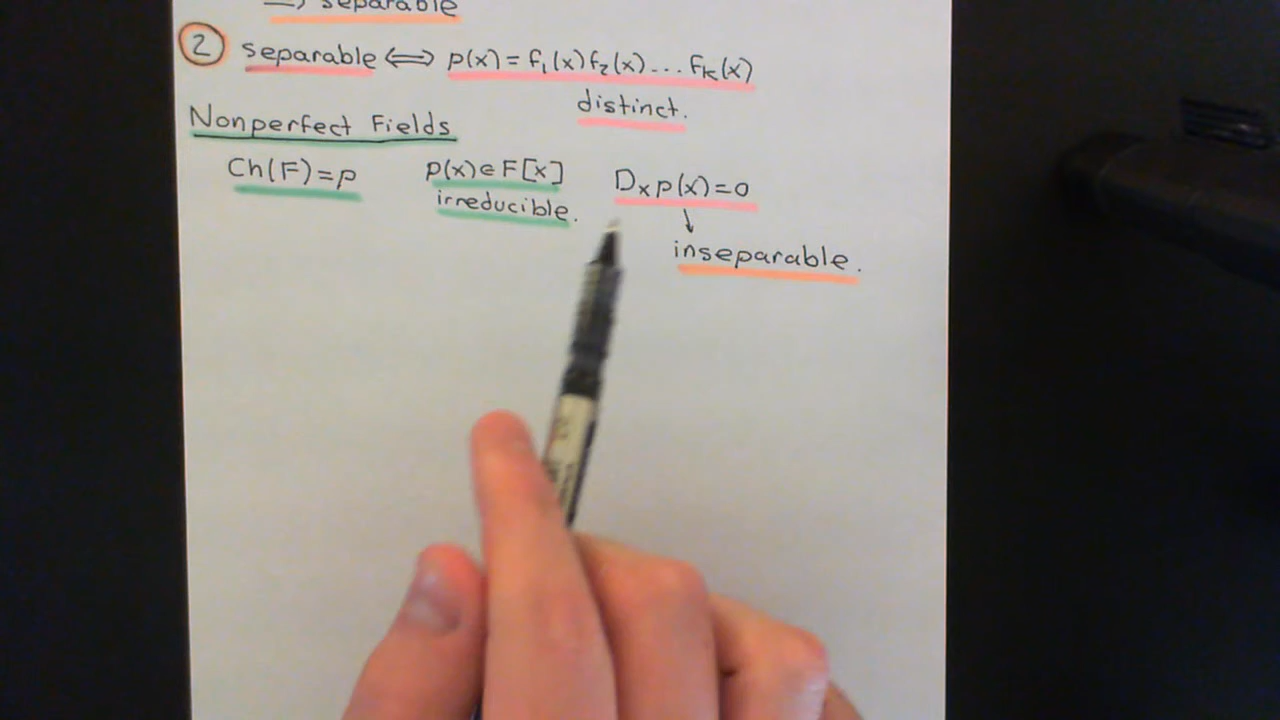 ⟹ separable
② separable ⟺ p(x) = f₁(x)f₂(x)...fₖ(x)
distinct.
Nonperfect Fields
Ch(F)=p p(x)∈F[x] Dₓp(x)=0
irreducible. ↓
inseparable.